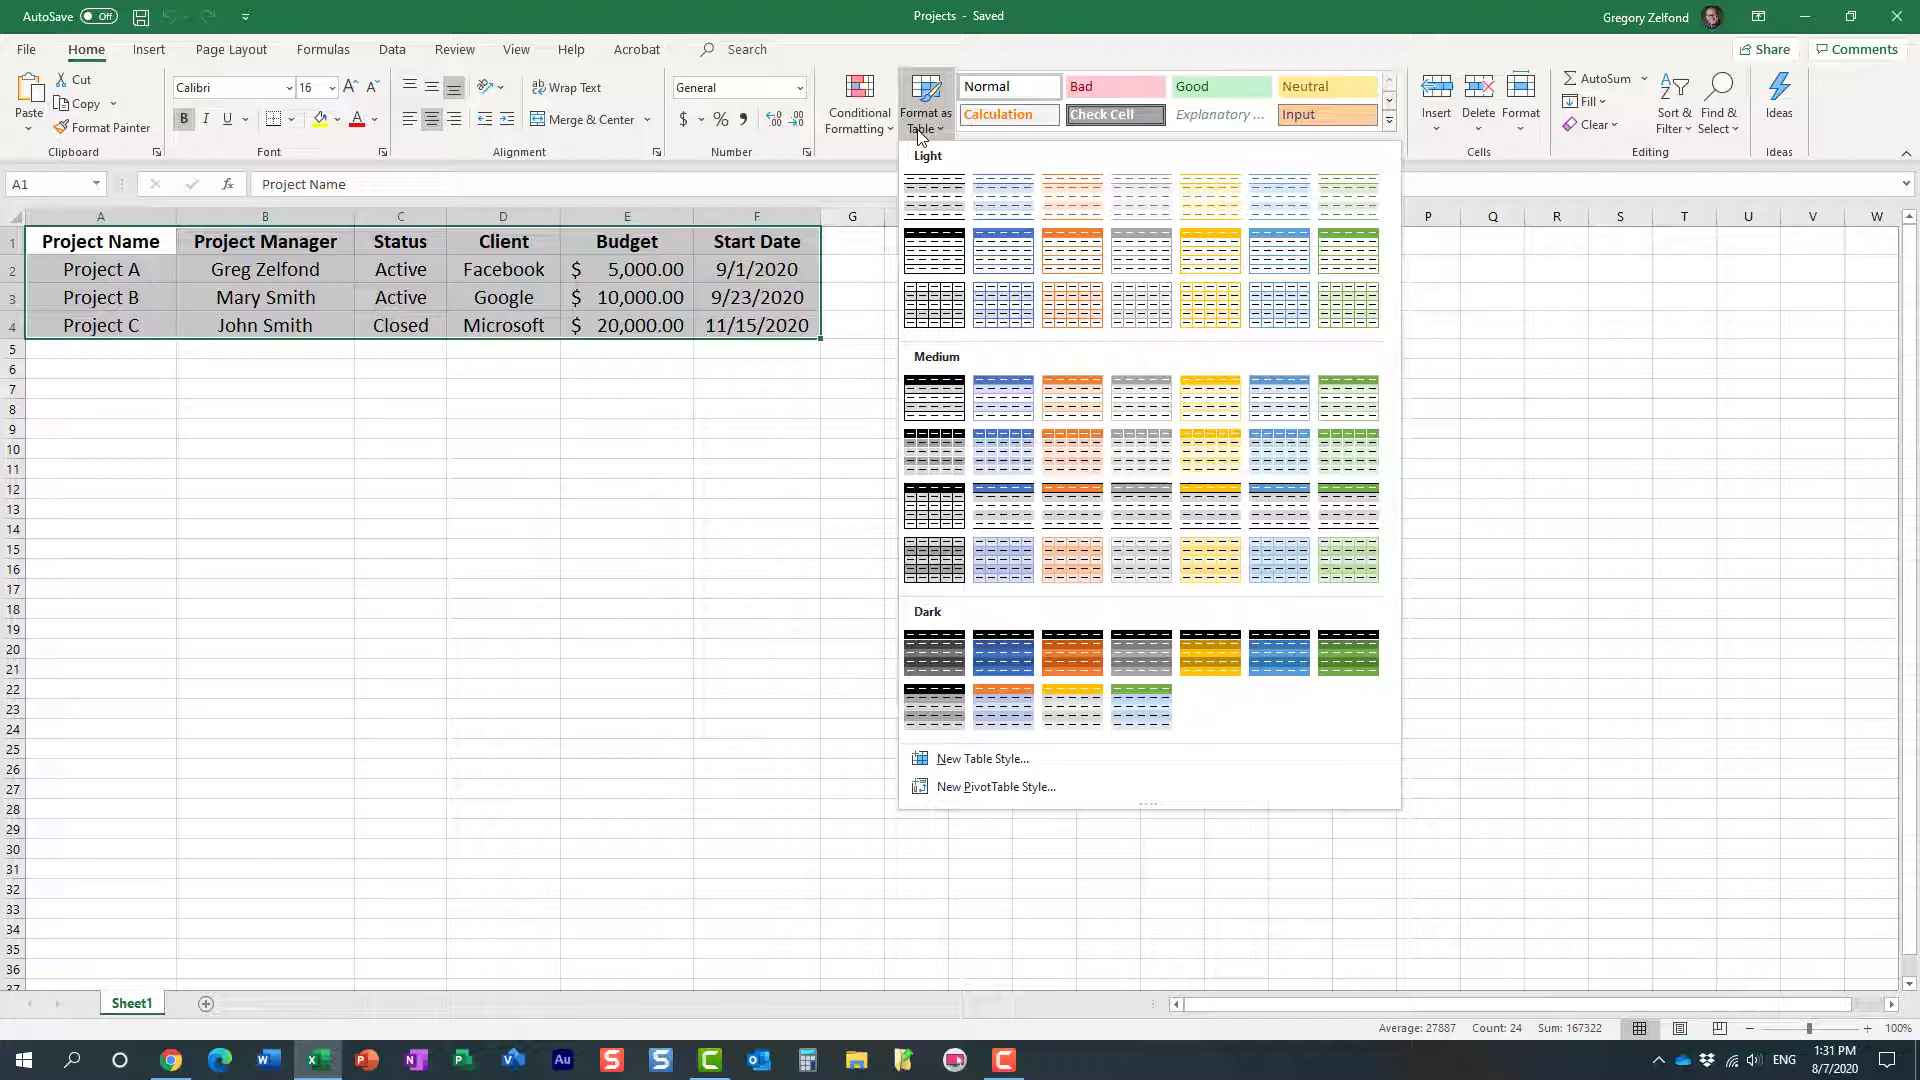 AutoSave Off
Projects - Saved
Gregory Zelfond
File Home Insert Page Layout Formulas Data Review View Help Acrobat Search
Share Comments
Paste
Cut
Copy
Format Painter
Clipboard
Calibri 16
B I U
Font
Wrap Text
Merge & Center
Alignment
General
$ % ,
Number
Conditional Formatting
Format as Table
Normal Bad Good Neutral
Calculation Check Cell Explanatory ... Input
Insert Delete Format
Cells
AutoSum
Fill
Clear
Sort & Filter
Find & Select
Editing
Ideas
Ideas
A1 fx Project Name
A B C D E F G P Q R S T U V W
1 Project Name Project Manager Status Client Budget Start Date
2 Project A Greg Zelfond Active Facebook $ 5,000.00 9/1/2020
3 Project B Mary Smith Active Google $ 10,000.00 9/23/2020
4 Project C John Smith Closed Microsoft $ 20,000.00 11/15/2020
5
6
7
8
9
10
11
12
13
14
15
16
17
18
19
20
21
22
23
24
25
26
27
28
29
30
31
32
33
34
35
36
37
Light
Medium
Dark
New Table Style...
New PivotTable Style...
Sheet1
Average: 27887 Count: 24 Sum: 167322 100%
ENG
1:31 PM
8/7/2020